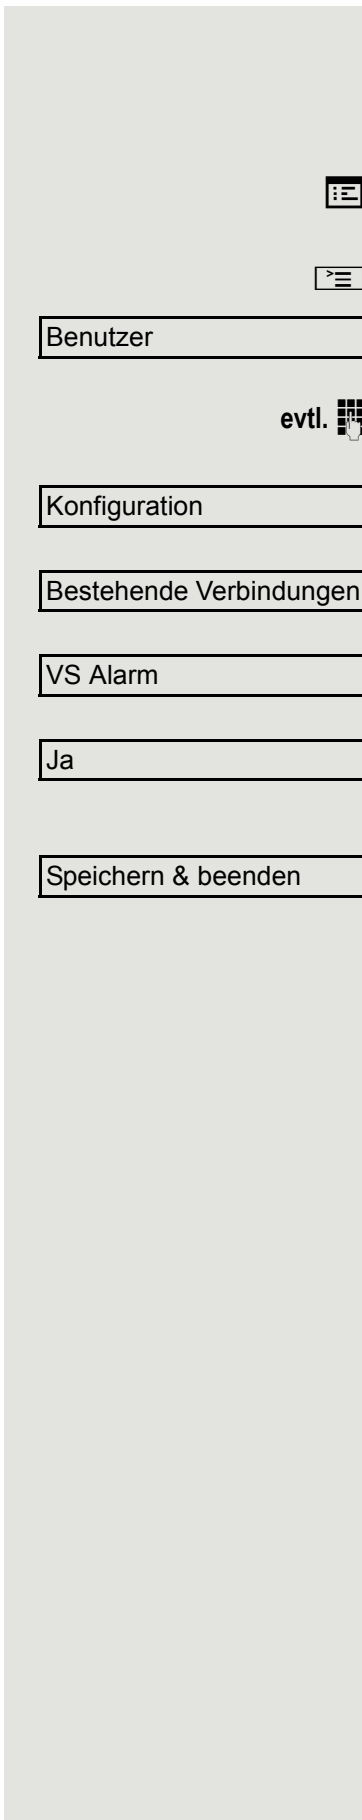 Benutzer
evtl.
Konfiguration
Bestehende Verbindungen
VS Alarm
Ja
Speichern & beenden